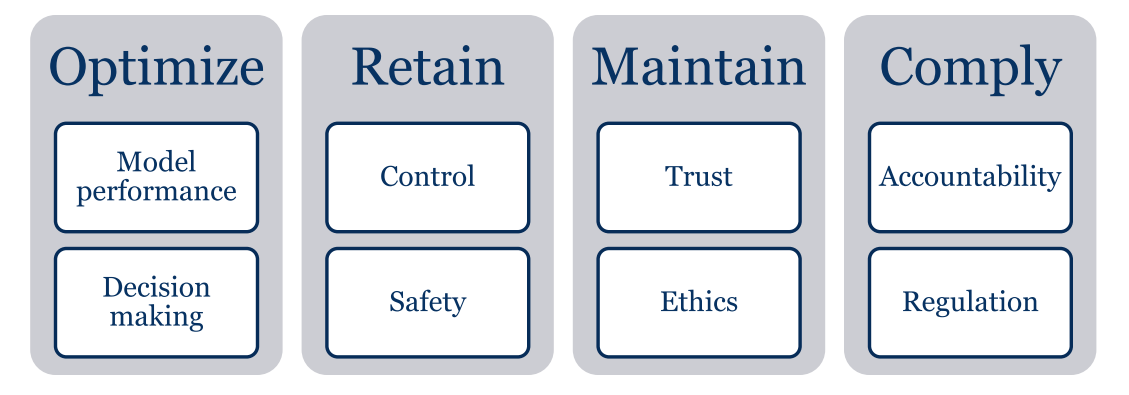 Optimize
Model
performance
Decision
making
Retain
Control
Safety
Maintain
Trust
Ethics
Comply
Accountability
Regulation